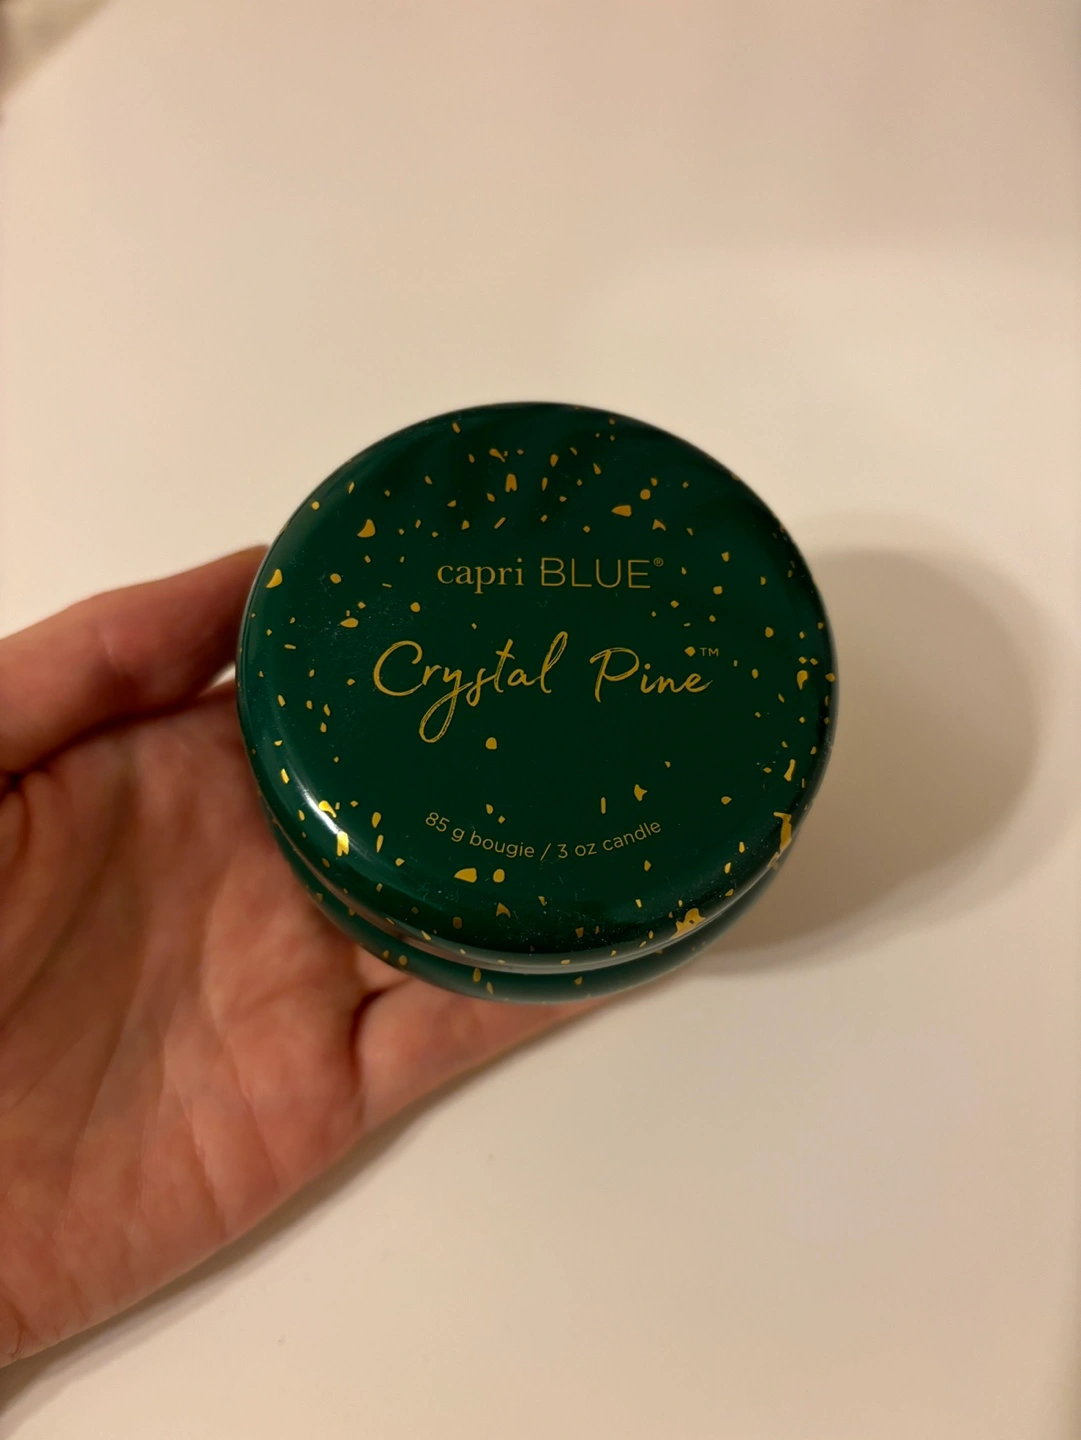 capri BLUE®
Crystal Pine™
85 g bougie / 3 oz candle